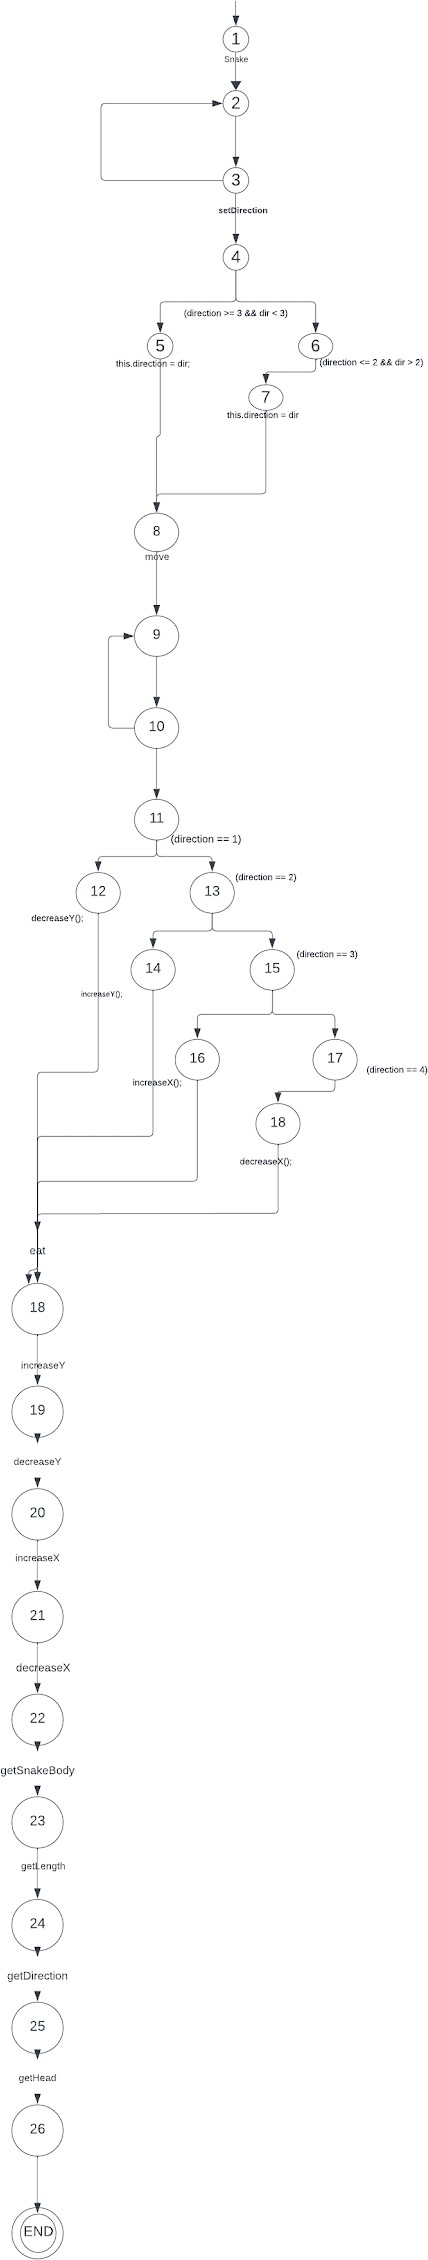 1
Snake
2
3
setDirection
4
(direction >= 3 && dir < 3)
5
6
this.direction = dir;
(direction <= 2 && dir > 2)
7
this.direction = dir
8
move
9
10
11
(direction == 1)
12
13
(direction == 2)
decreaseY();
14
15
(direction == 3)
increaseY();
16
17
increaseX();
(direction == 4)
18
decreaseX();
eat
18
increaseY
19
decreaseY
20
increaseX
21
decreaseX
22
getSnakeBody
23
getLength
24
getDirection
25
getHead
26
END